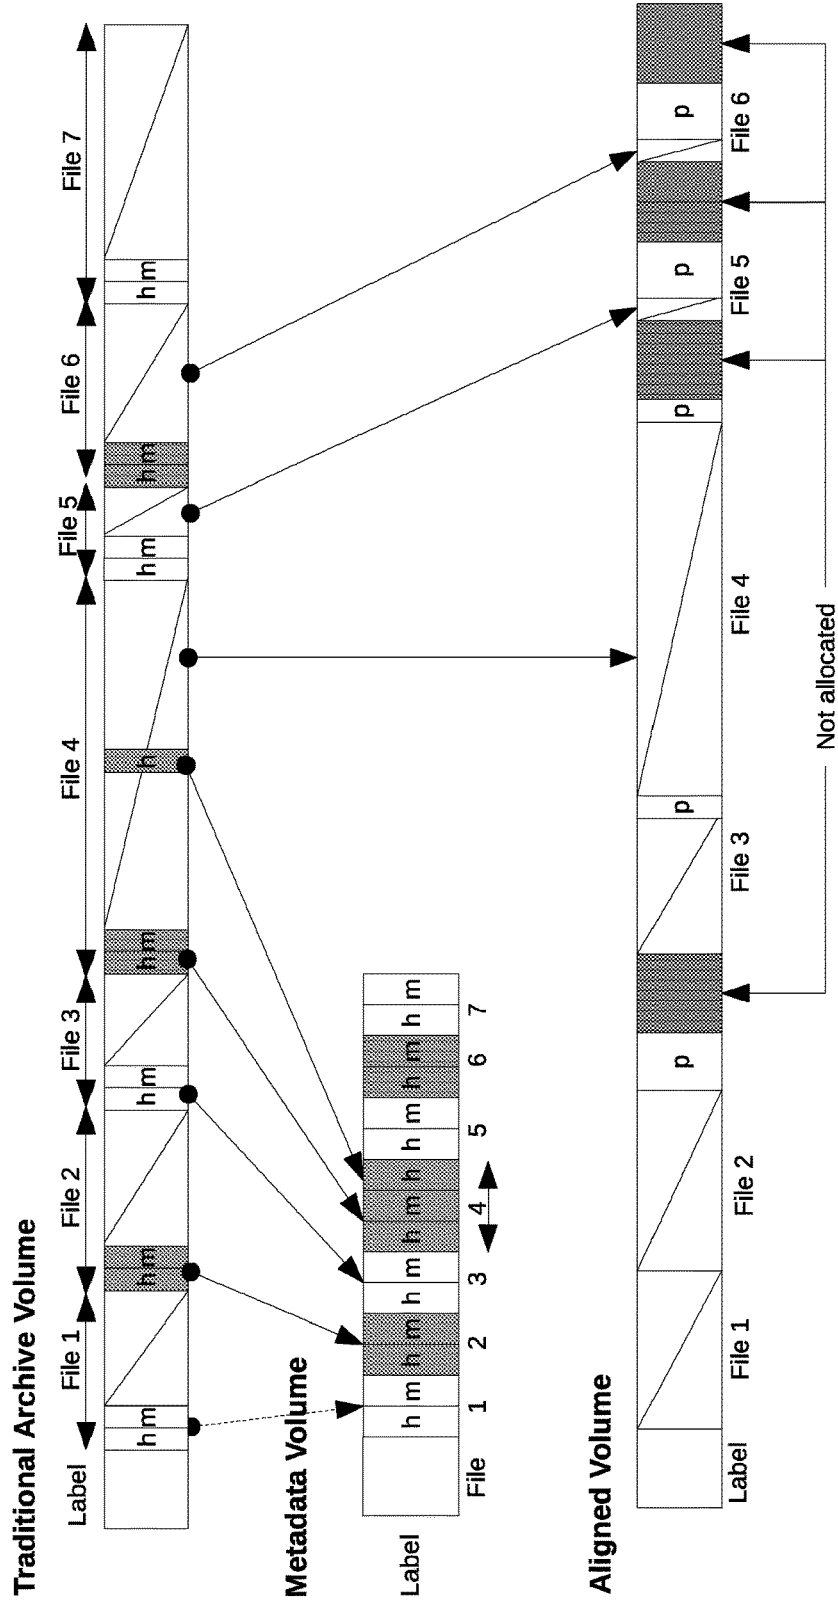 Traditional Archive Volume
Label File 1 File 2 File 3 File 4 File 5 File 6 File 7
h m h m h m h m h h m h m h m
Metadata Volume
Label h m h m h m h m h h m h m h m
File 1 2 3 4 5 6 7
Aligned Volume
p p p p p
Label File 1 File 2 File 3 File 4 File 5 File 6
Not allocated